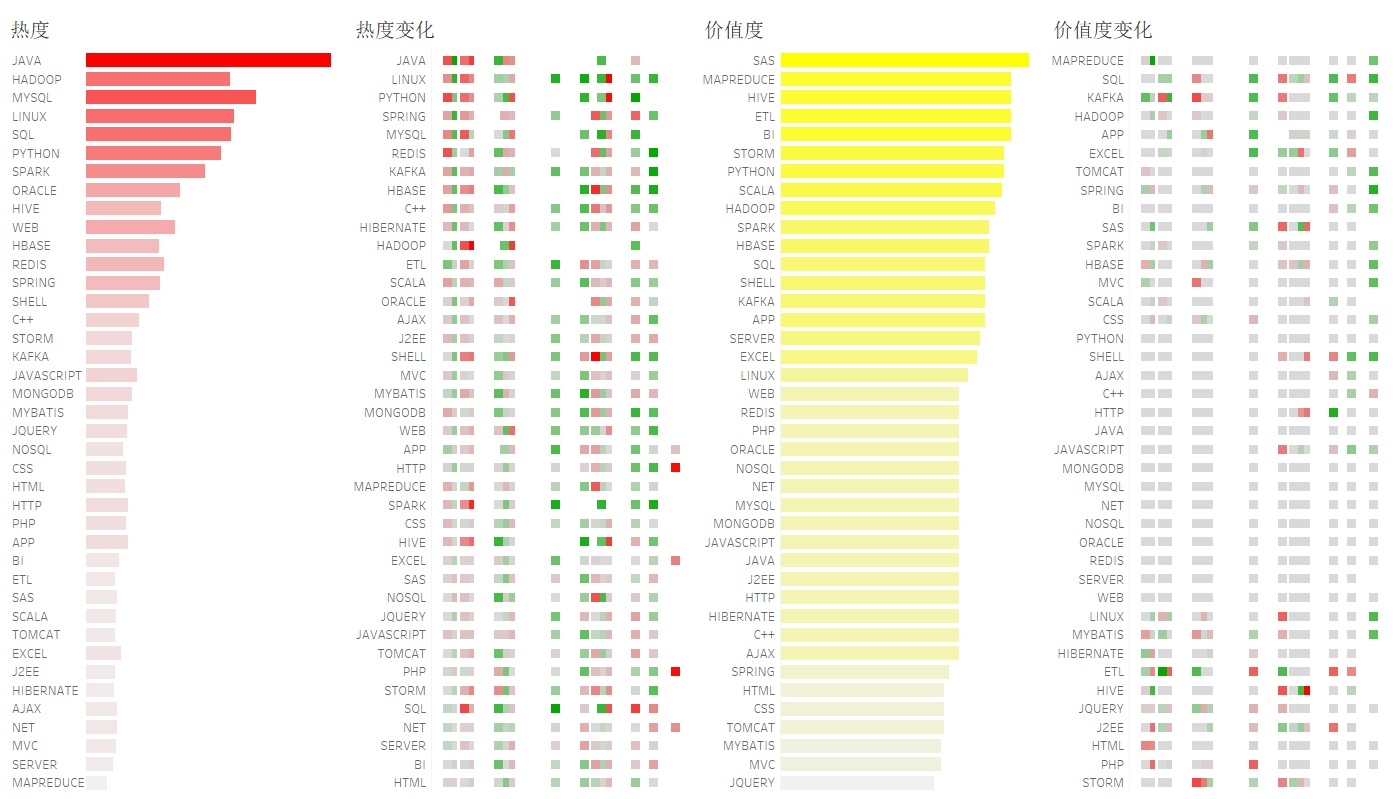 热度
JAVA
HADOOP
MYSQL
LINUX
SQL
PYTHON
SPARK
ORACLE
HIVE
WEB
HBASE
REDIS
SPRING
SHELL
C++
STORM
KAFKA
JAVASCRIPT
MONGODB
MYBATIS
JQUERY
NOSQL
CSS
HTML
HTTP
PHP
APP
BI
ETL
SAS
SCALA
TOMCAT
EXCEL
J2EE
HIBERNATE
AJAX
NET
MVC
SERVER
MAPREDUCE
热度变化
JAVA
LINUX
PYTHON
SPRING
MYSQL
REDIS
KAFKA
HBASE
C++
HIBERNATE
HADOOP
ETL
SCALA
ORACLE
AJAX
J2EE
SHELL
MVC
MYBATIS
MONGODB
WEB
APP
HTTP
MAPREDUCE
SPARK
CSS
HIVE
EXCEL
SAS
NOSQL
JQUERY
JAVASCRIPT
TOMCAT
PHP
STORM
SQL
NET
SERVER
BI
HTML
价值度
SAS
MAPREDUCE
HIVE
ETL
BI
STORM
PYTHON
SCALA
HADOOP
SPARK
HBASE
SQL
SHELL
KAFKA
APP
SERVER
EXCEL
LINUX
WEB
REDIS
PHP
ORACLE
NOSQL
NET
MYSQL
MONGODB
JAVASCRIPT
JAVA
J2EE
HTTP
HIBERNATE
C++
AJAX
SPRING
HTML
CSS
TOMCAT
MYBATIS
MVC
JQUERY
价值度变化
MAPREDUCE
SQL
KAFKA
HADOOP
APP
EXCEL
TOMCAT
SPRING
BI
SAS
SPARK
HBASE
MVC
SCALA
CSS
PYTHON
SHELL
AJAX
C++
HTTP
JAVA
JAVASCRIPT
MONGODB
MYSQL
NET
NOSQL
ORACLE
REDIS
SERVER
WEB
LINUX
MYBATIS
HIBERNATE
ETL
HIVE
JQUERY
J2EE
HTML
PHP
STORM